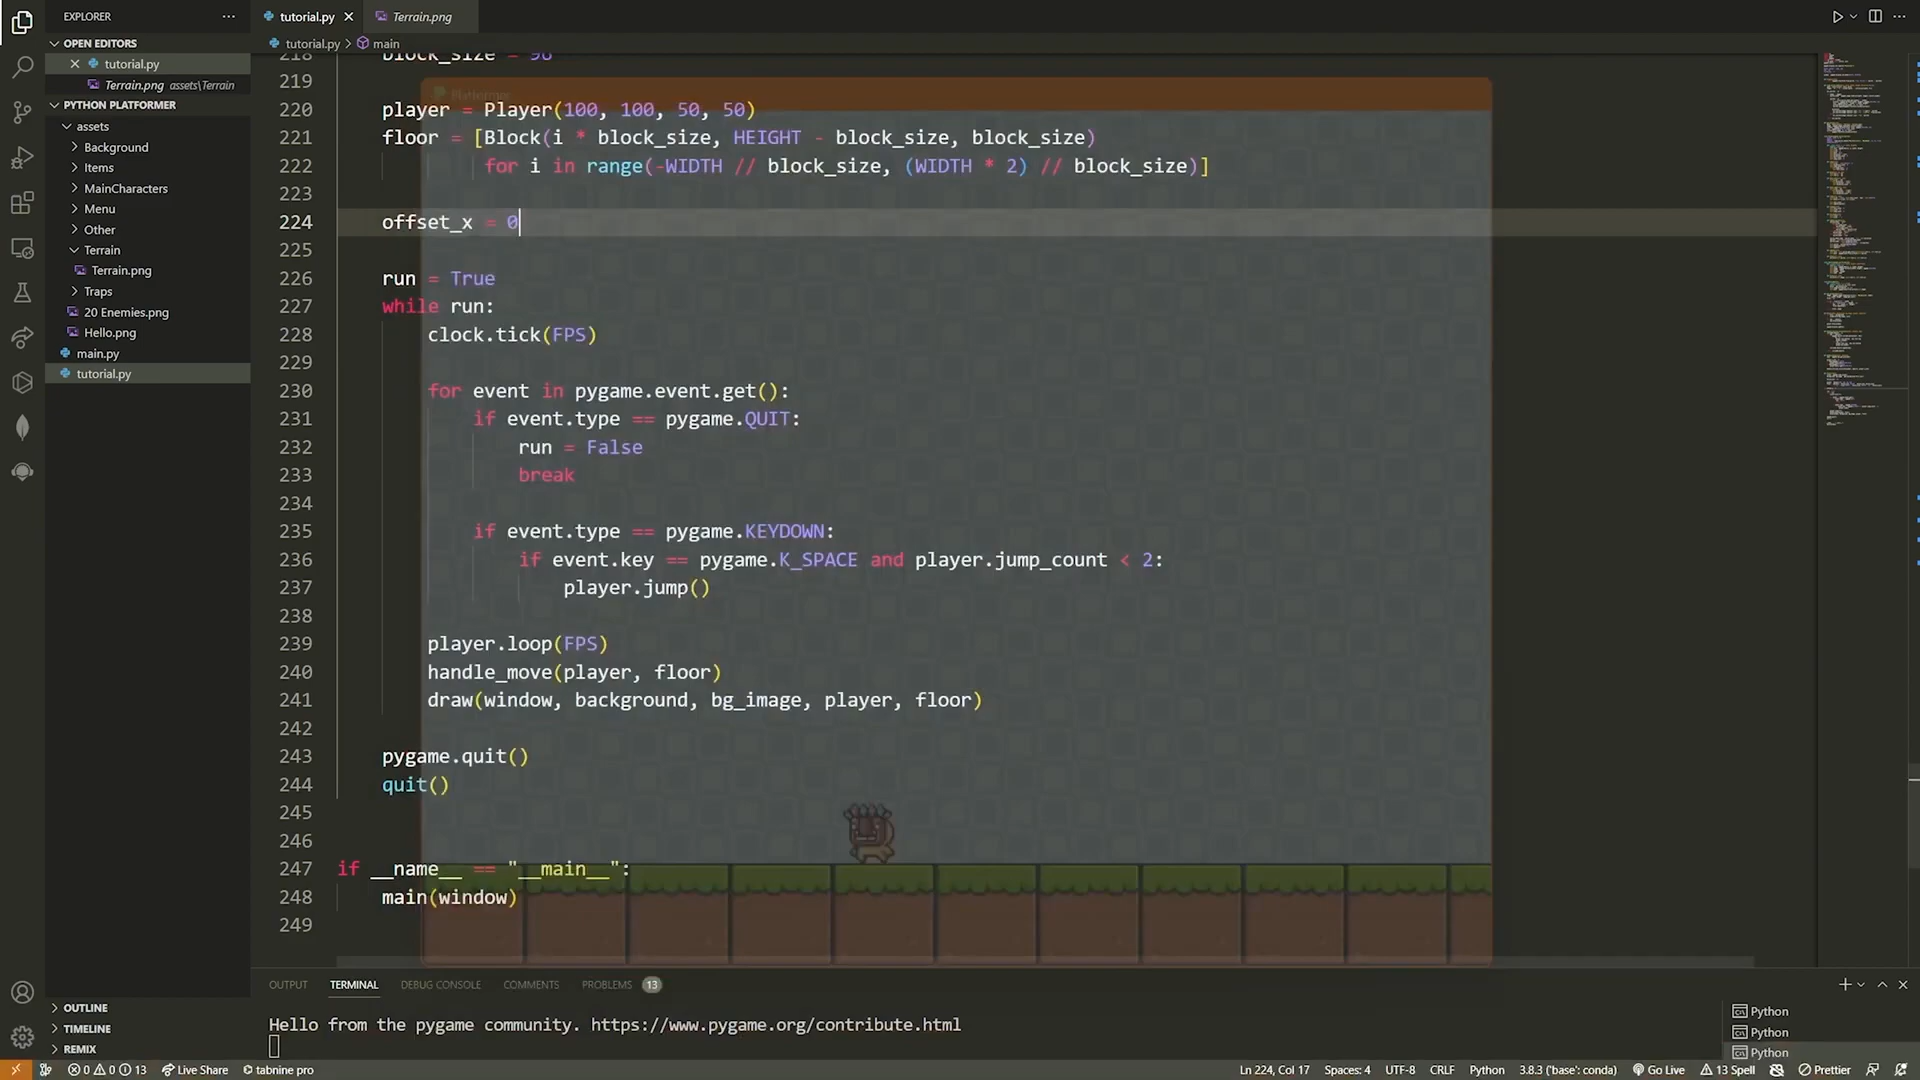 EXPLORER
tutorial.py
Terrain.png
OPEN EDITORS
tutorial.py
Terrain.png assets\Terrain
PYTHON PLATFORMER
assets
Background
Items
MainCharacters
Menu
Other
Terrain
Terrain.png
Traps
20 Enemies.png
Hello.png
main.py
tutorial.py
OUTLINE
TIMELINE
REMIX
tutorial.py > main
218 block_size = 96
219
Platformer
220 player = Player(100, 100, 50, 50)
221 floor = [Block(i * block_size, HEIGHT - block_size, block_size)
222 for i in range(-WIDTH // block_size, (WIDTH * 2) // block_size)]
223
224 offset_x = 0
225
226 run = True
227 while run:
228 clock.tick(FPS)
229
230 for event in pygame.event.get():
231 if event.type == pygame.QUIT:
232 run = False
233 break
234
235 if event.type == pygame.KEYDOWN:
236 if event.key == pygame.K_SPACE and player.jump_count < 2:
237 player.jump()
238
239 player.loop(FPS)
240 handle_move(player, floor)
241 draw(window, background, bg_image, player, floor)
242
243 pygame.quit()
244 quit()
245
246
247 if __name__ == "__main__":
248 main(window)
249
OUTPUT TERMINAL DEBUG CONSOLE COMMENTS PROBLEMS 13
Hello from the pygame community. https://www.pygame.org/contribute.html
Python
Python
Python
0 0 13 Live Share tabnine pro Ln 224, Col 17 Spaces: 4 UTF-8 CRLF Python 3.8.3 ('base': conda) Go Live 13 Spell Prettier